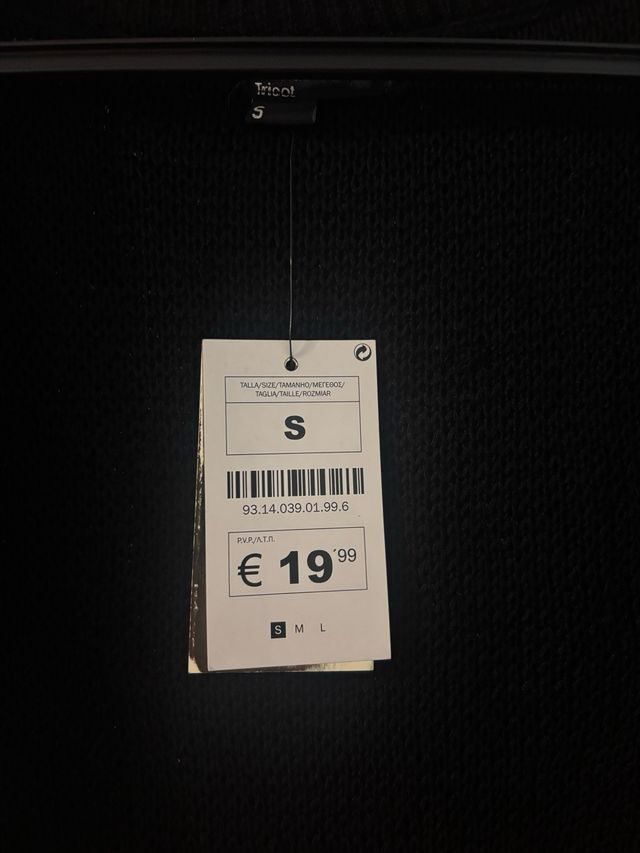 Tricot
S
TALLA/SIZE/TAMANHO/ΜΕΓΕΘΟΣ/
TAGLIA/TAILLE/ROZMIAR
S
93.14.039.01.99.6
P.V.P./Λ.Τ.Π.
€ 19'99
S M L